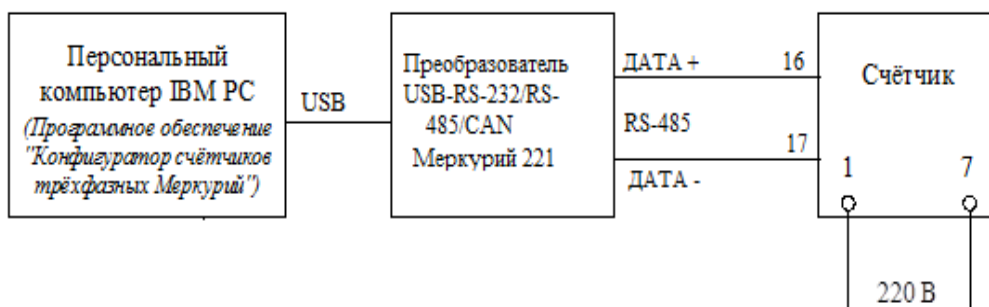 Персональный
компьютер IBM PC
(Программное обеспечение
"Конфигуратор счётчиков
трёхфазных Меркурий")
USB
Преобразователь
USB-RS-232/RS-
485/CAN
Меркурий 221
ДАТА +
16
RS-485
17
ДАТА -
Счётчик
1
7
220 В